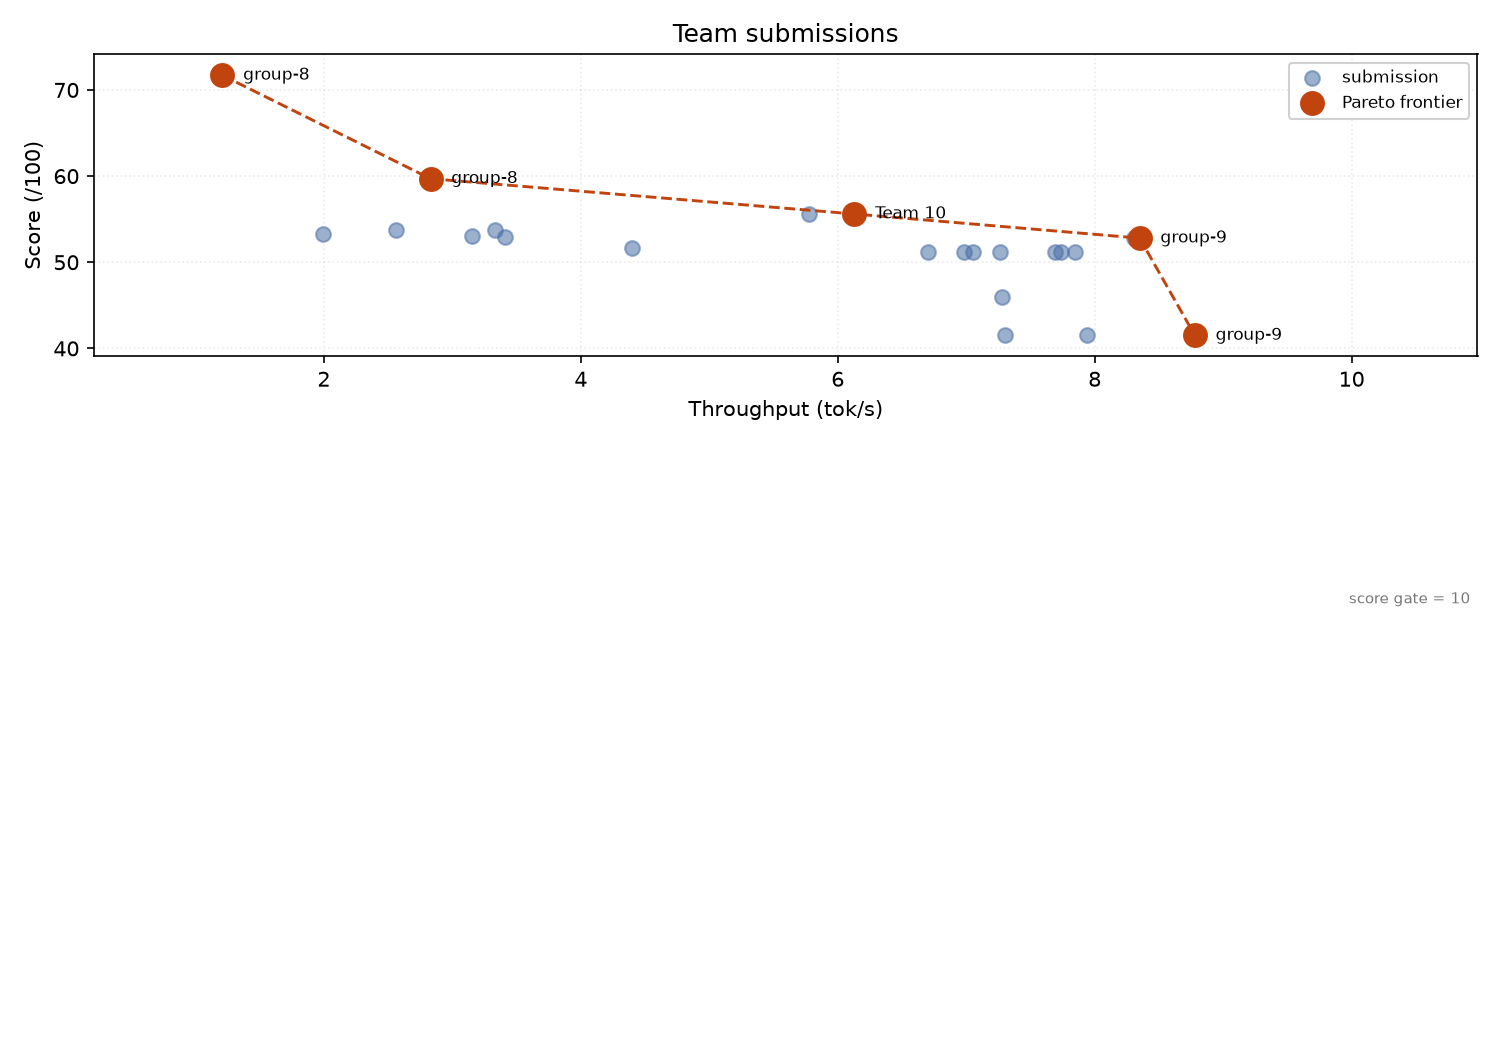 Team submissions
Score (/100)
70
60
50
40
group-8
group-8
Team 10
group-9
group-9
submission
Pareto frontier
2
4
6
8
10
Throughput (tok/s)
score gate = 10